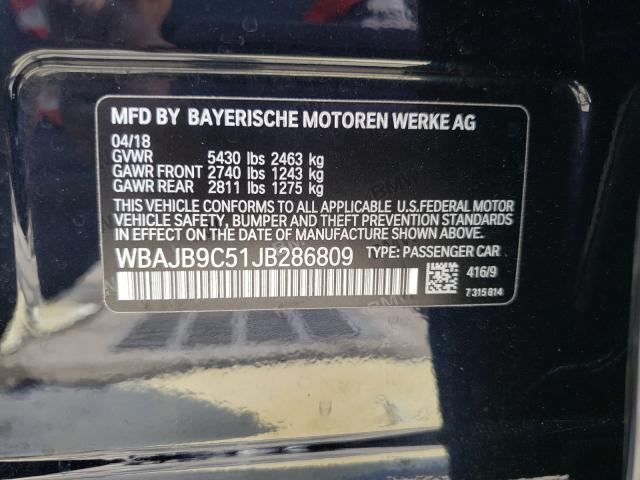 MFD BY BAYERISCHE MOTOREN WERKE AG
04/18
GVWR 5430 lbs 2463 kg
GAWR FRONT 2740 lbs 1243 kg
GAWR REAR 2811 lbs 1275 kg
THIS VEHICLE CONFORMS TO ALL APPLICABLE U.S.FEDERAL MOTOR
VEHICLE SAFETY, BUMPER AND THEFT PREVENTION STANDARDS
IN EFFECT ON THE DATE OF MANUFACTURE SHOWN ABOVE.
WBAJB9C51JB286809 TYPE: PASSENGER CAR
416/9
7315814